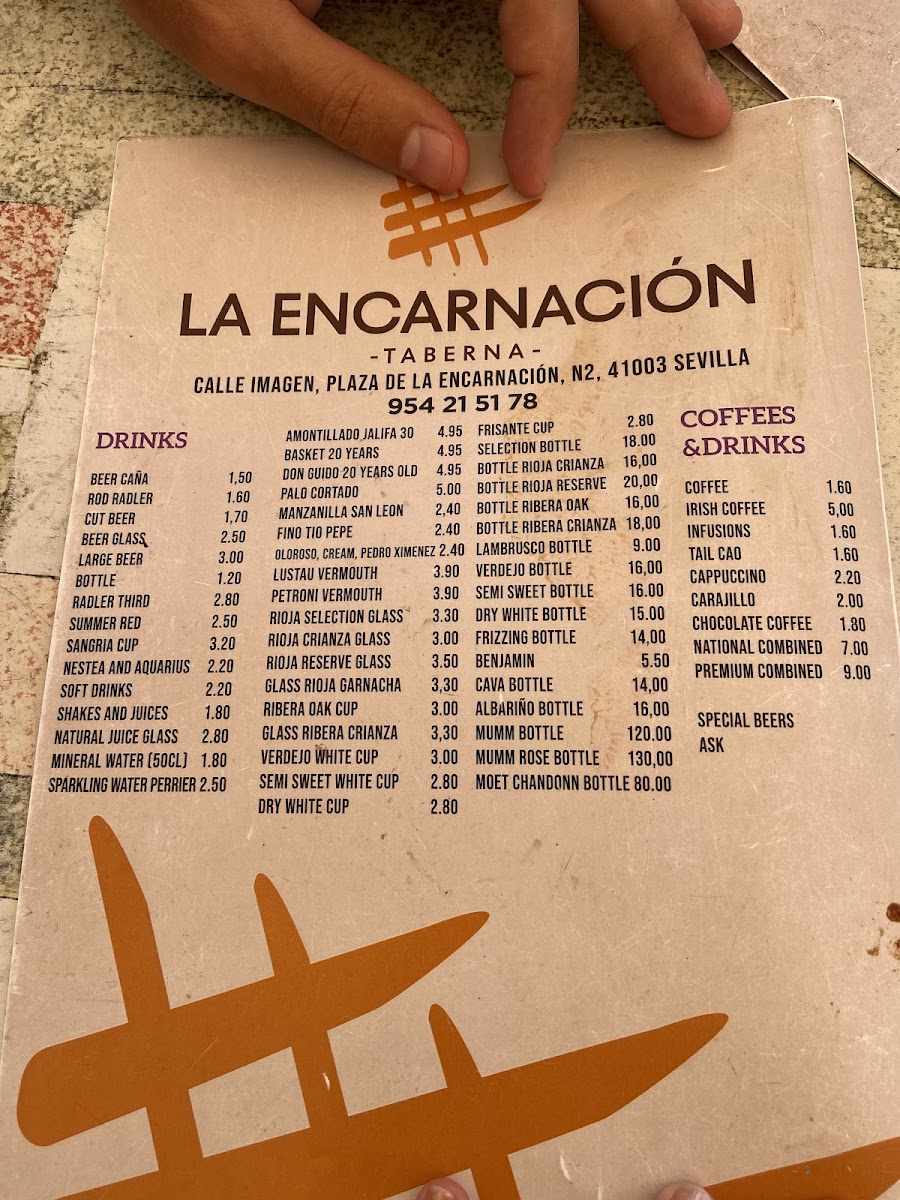 LA ENCARNACIÓN
-TABERNA-
CALLE IMAGEN, PLAZA DE LA ENCARNACIÓN, N2, 41003 SEVILLA
954 21 51 78
DRINKS
BEER CAÑA 1,50
ROD RADLER 1.60
CUT BEER 1,70
BEER GLASS 2.50
LARGE BEER 3.00
BOTTLE 1.20
RADLER THIRD 2.80
SUMMER RED 2.50
SANGRIA CUP 3.20
NESTEA AND AQUARIUS 2.20
SOFT DRINKS 2.20
SHAKES AND JUICES 1.80
NATURAL JUICE GLASS 2.80
MINERAL WATER (50CL) 1.80
SPARKLING WATER PERRIER 2.50
AMONTILLADO JALIFA 30 4.95
BASKET 20 YEARS 4.95
DON GUIDO 20 YEARS OLD 4.95
PALO CORTADO 5.00
MANZANILLA SAN LEON 2,40
FINO TIO PEPE 2.40
OLOROSO, CREAM, PEDRO XIMENEZ 2.40
LUSTAU VERMOUTH 3.90
PETRONI VERMOUTH 3.90
RIOJA SELECTION GLASS 3.30
RIOJA CRIANZA GLASS 3.00
RIOJA RESERVE GLASS 3.50
GLASS RIOJA GARNACHA 3,30
RIBERA OAK CUP 3.00
GLASS RIBERA CRIANZA 3,30
VERDEJO WHITE CUP 3.00
SEMI SWEET WHITE CUP 2.80
DRY WHITE CUP 2.80
FRISANTE CUP 2.80
SELECTION BOTTLE 18.00
BOTTLE RIOJA CRIANZA 16,00
BOTTLE RIOJA RESERVE 20,00
BOTTLE RIBERA OAK 16,00
BOTTLE RIBERA CRIANZA 18,00
LAMBRUSCO BOTTLE 9.00
VERDEJO BOTTLE 16,00
SEMI SWEET BOTTLE 16.00
DRY WHITE BOTTLE 15.00
FRIZZING BOTTLE 14,00
BENJAMIN 5.50
CAVA BOTTLE 14,00
ALBARIÑO BOTTLE 16,00
MUMM BOTTLE 120.00
MUMM ROSE BOTTLE 130,00
MOET CHANDONN BOTTLE 80.00
COFFEES
&DRINKS
COFFEE 1.60
IRISH COFFEE 5,00
INFUSIONS 1.60
TAIL CAO 1.60
CAPPUCCINO 2.20
CARAJILLO 2.00
CHOCOLATE COFFEE 1.80
NATIONAL COMBINED 7.00
PREMIUM COMBINED 9.00
SPECIAL BEERS
ASK